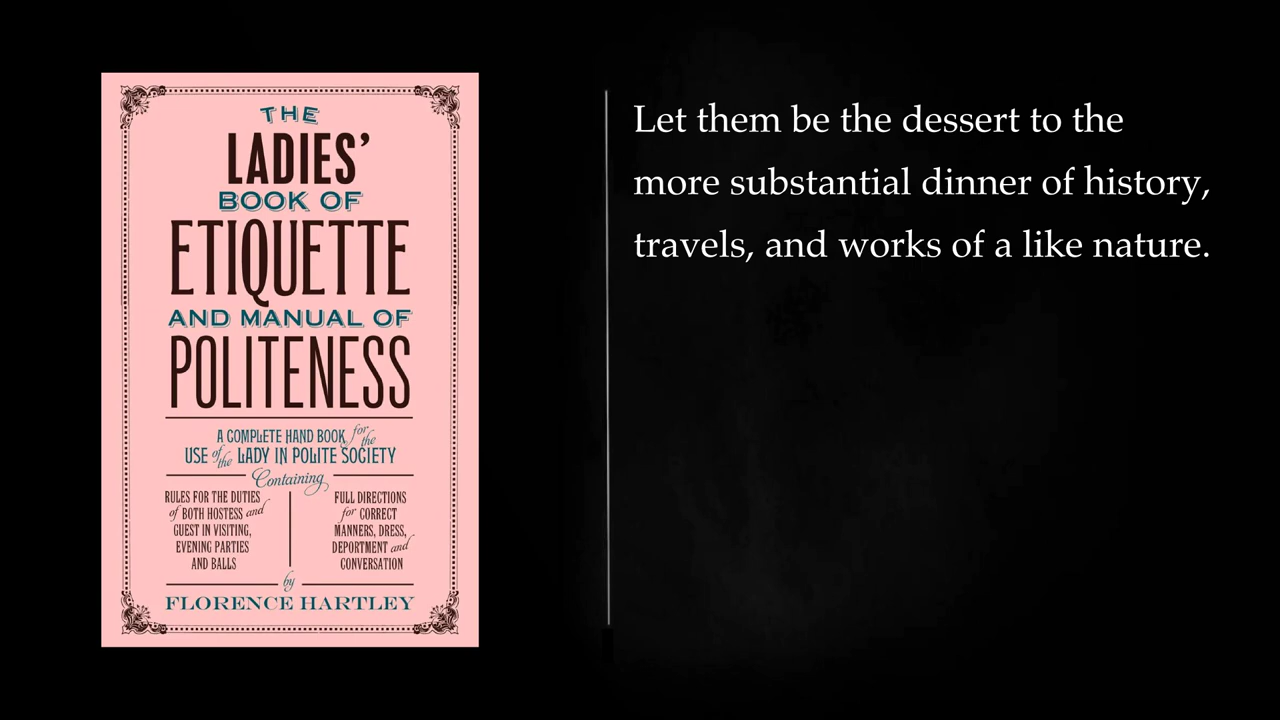 THE
LADIES'
BOOK OF
ETIQUETTE
AND MANUAL OF
POLITENESS
A COMPLETE HAND BOOK for the
USE of the LADY IN POLITE SOCIETY
Containing
RULES FOR THE DUTIES
of BOTH HOSTESS and
GUEST IN VISITING,
EVENING PARTIES
AND BALLS
FULL DIRECTIONS
for CORRECT
MANNERS, DRESS,
DEPORTMENT and
CONVERSATION
by
FLORENCE HARTLEY
Let them be the dessert to the
more substantial dinner of history,
travels, and works of a like nature.